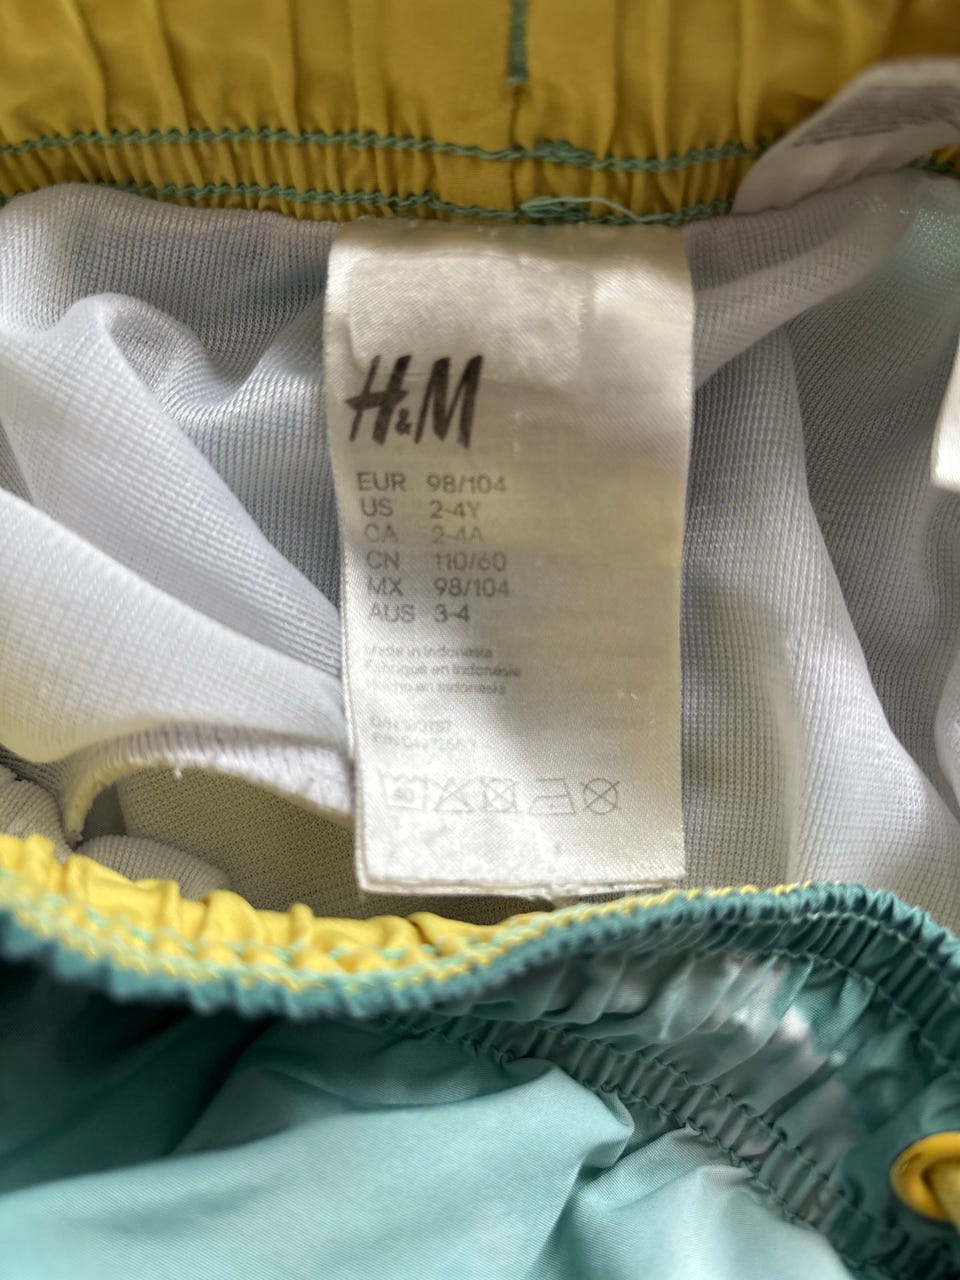 H&M
EUR 98/104
US 2-4Y
CA 2-4A
CN 110/60
MX 98/104
AUS 3-4
Made in Indonesia
Fabriqué en Indonésie
Hecho en Indonesia
40